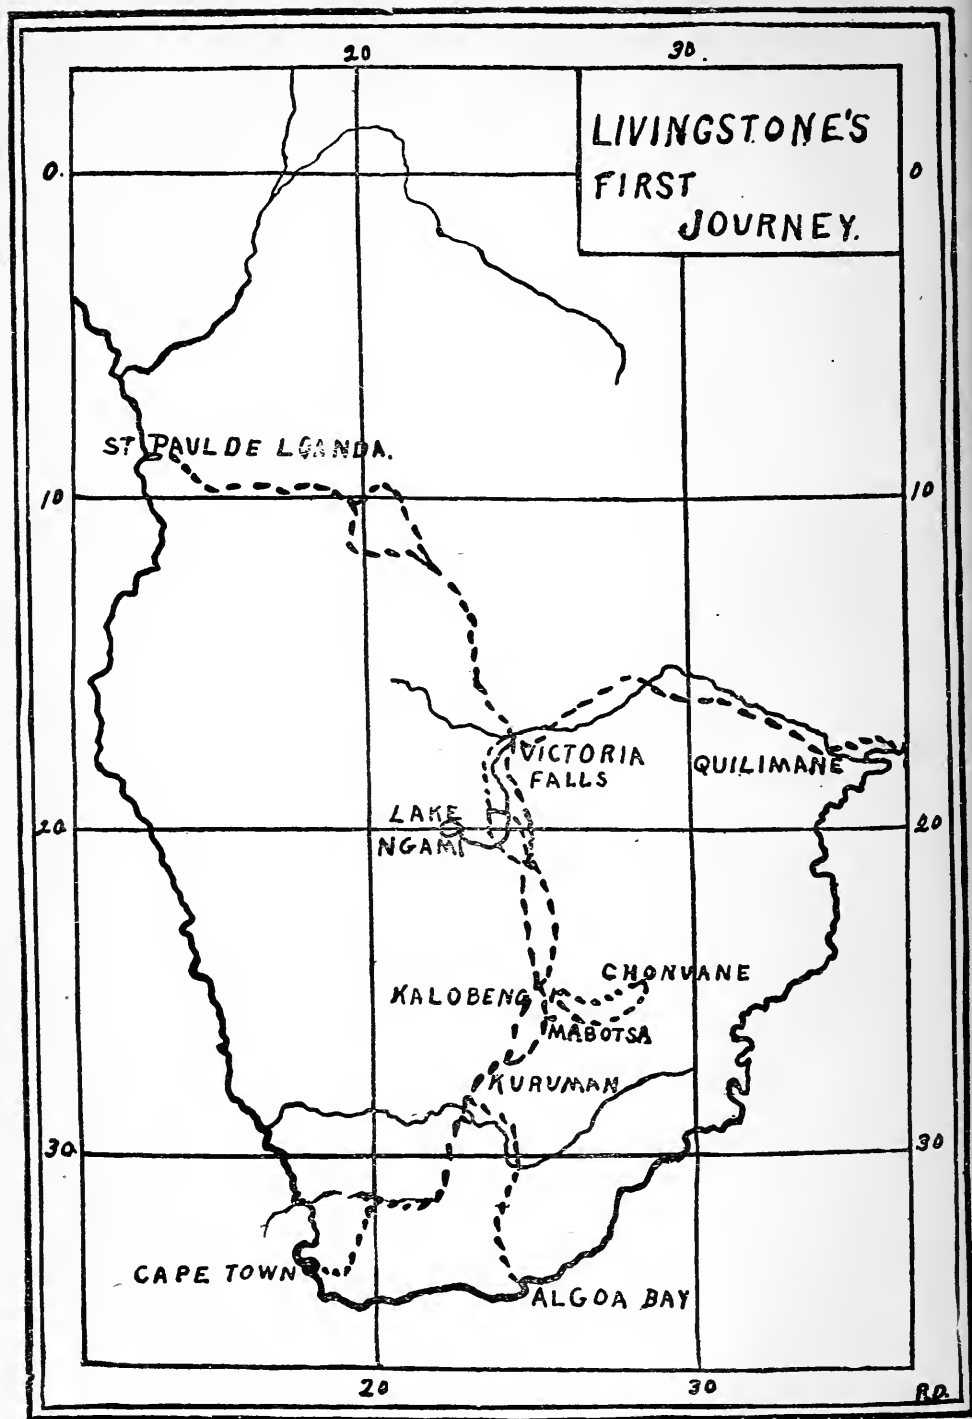 20 30.
LIVINGSTONE'S
FIRST
JOURNEY.
0. 0
ST PAUL DE LOANDA.
10 10
VICTORIA
FALLS
QUILIMANE
LAKE
NGAMI
20 20
CHONUANE
KALOBENG
MABOTSA
KURUMAN
30 30
CAPE TOWN
ALGOA BAY
20 30
R.D.